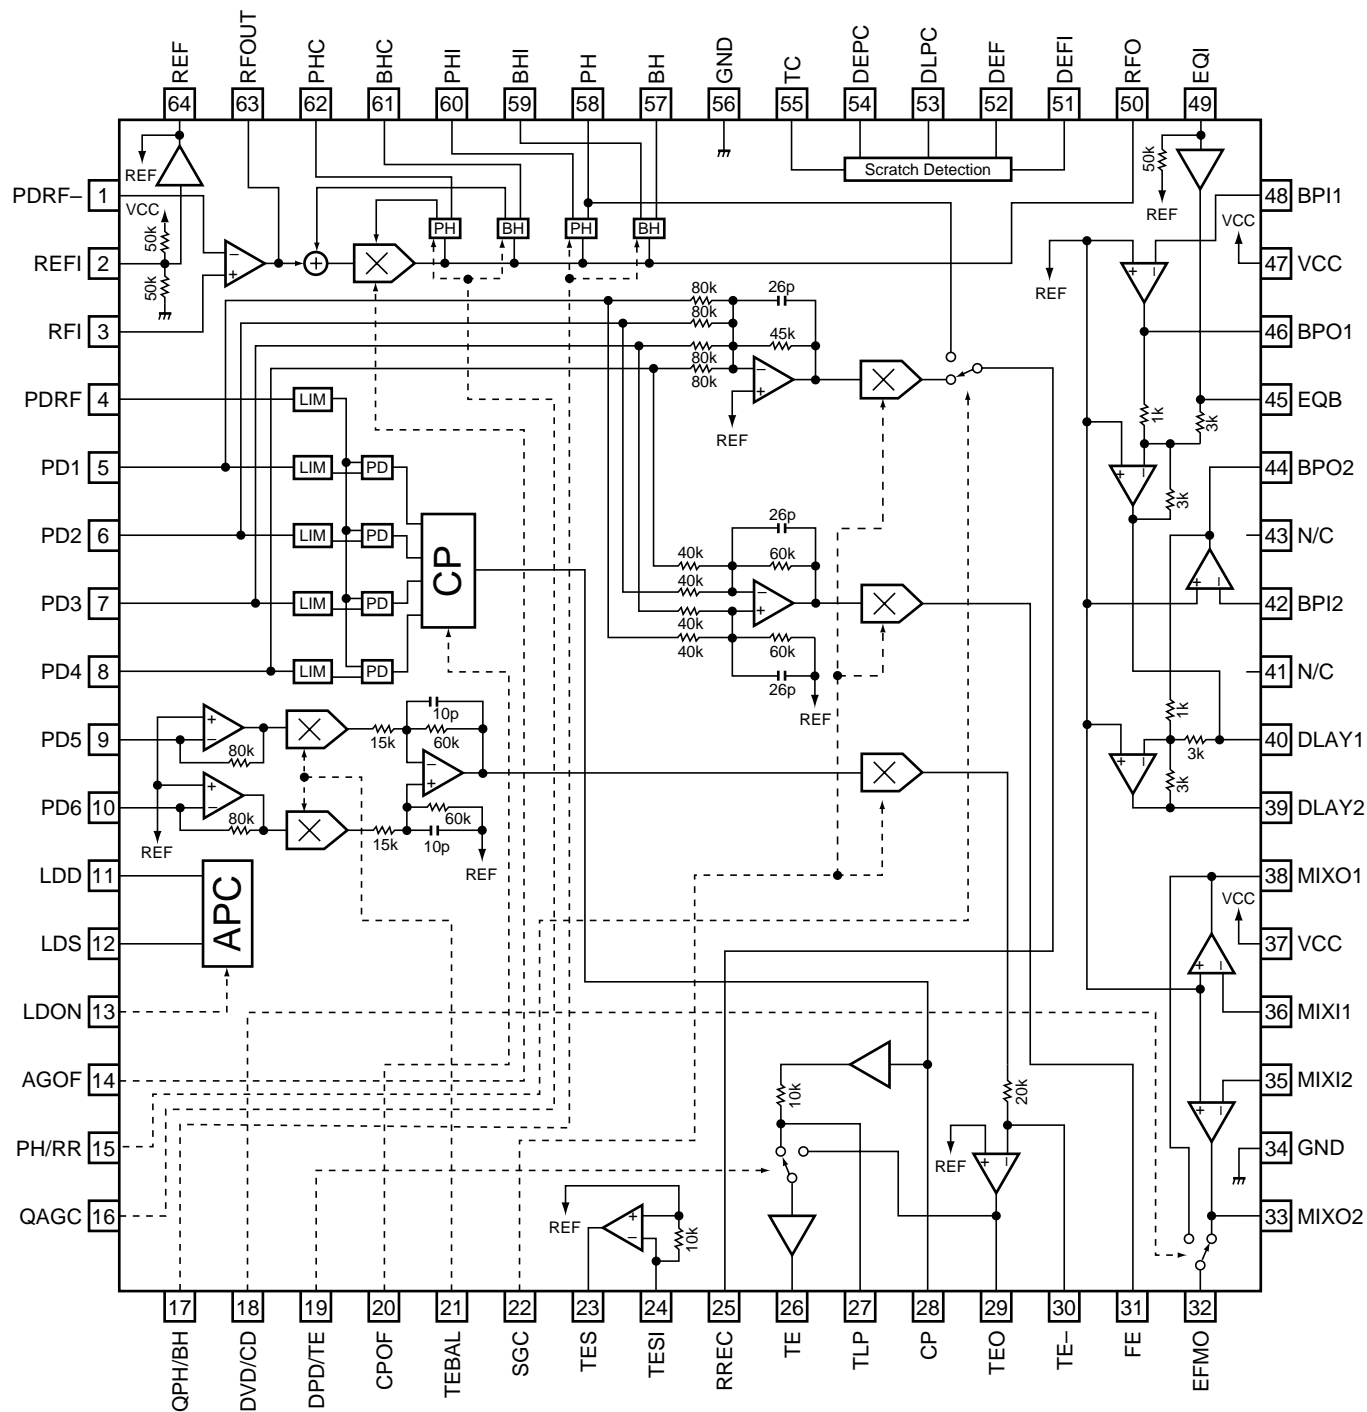 REF
RFOUT
PHC
BHC
PHI
BHI
PH
BH
GND
TC
DEPC
DLPC
DEF
DEFI
RFO
EQI
64
63
62
61
60
59
58
57
56
55
54
53
52
51
50
49
PDRF– 1
REFI 2
RFI 3
PDRF 4
PD1 5
PD2 6
PD3 7
PD4 8
PD5 9
PD6 10
LDD 11
LDS 12
LDON 13
AGOF 14
PH/RR 15
QAGC 16
REF
VCC
50k
50k
–
+
+
PH
BH
PH
BH
Scratch Detection
50k
REF
VCC
REF
+ –
1k
3k
+ –
3k
+ –
1k
3k
+ –
3k
80k
80k
80k
80k
26p
45k
–
+
REF
LIM
LIM PD
LIM PD
LIM PD
LIM PD
CP
40k
40k
40k
40k
26p
60k
–
+
60k
26p
REF
+
–
80k
+
–
80k
REF
15k
15k
10p
60k
–
+
60k
10p
REF
APC
VCC
+ –
+ –
10k
20k
REF
+ –
REF
+
–
10k
48 BPI1
47 VCC
46 BPO1
45 EQB
44 BPO2
43 N/C
42 BPI2
41 N/C
40 DLAY1
39 DLAY2
38 MIXO1
37 VCC
36 MIXI1
35 MIXI2
34 GND
33 MIXO2
17
18
19
20
21
22
23
24
25
26
27
28
29
30
31
32
QPH/BH
DVD/CD
DPD/TE
CPOF
TEBAL
SGC
TES
TESI
RREC
TE
TLP
CP
TEO
TE–
FE
EFMO